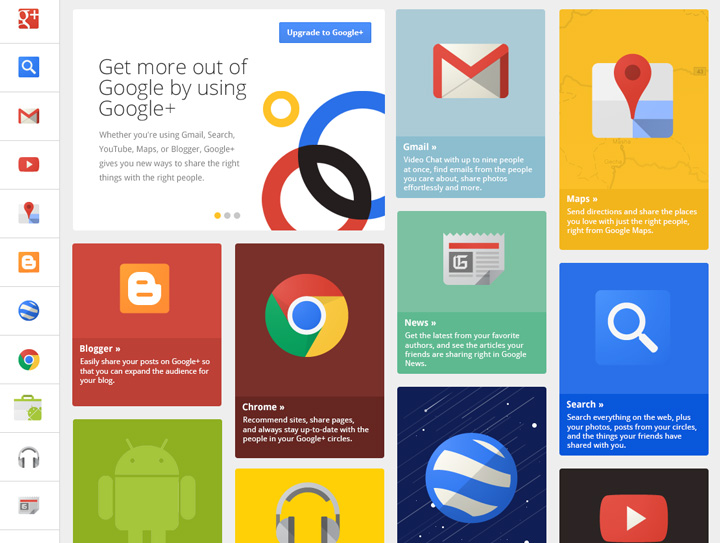 g+
Upgrade to Google+
Get more out of
Google by using
Google+
Whether you're using Gmail, Search,
YouTube, Maps, or Blogger, Google+
gives you new ways to share the right
things with the right people.
Gmail »
Video Chat with up to nine people
at once, find emails from the people
you care about, share photos
effortlessly and more.
Maps »
Send directions and share the places
you love with just the right people,
right from Google Maps.
Blogger »
Easily share your posts on Google+ so
that you can expand the audience for
your blog.
Chrome »
Recommend sites, share pages,
and always stay up-to-date with the
people in your Google+ circles.
G
News »
Get the latest from your favorite
authors, and see the articles your
friends are sharing right in Google
News.
Search »
Search everything on the web, plus
your photos, posts from your circles,
and the things your friends have
shared with you.